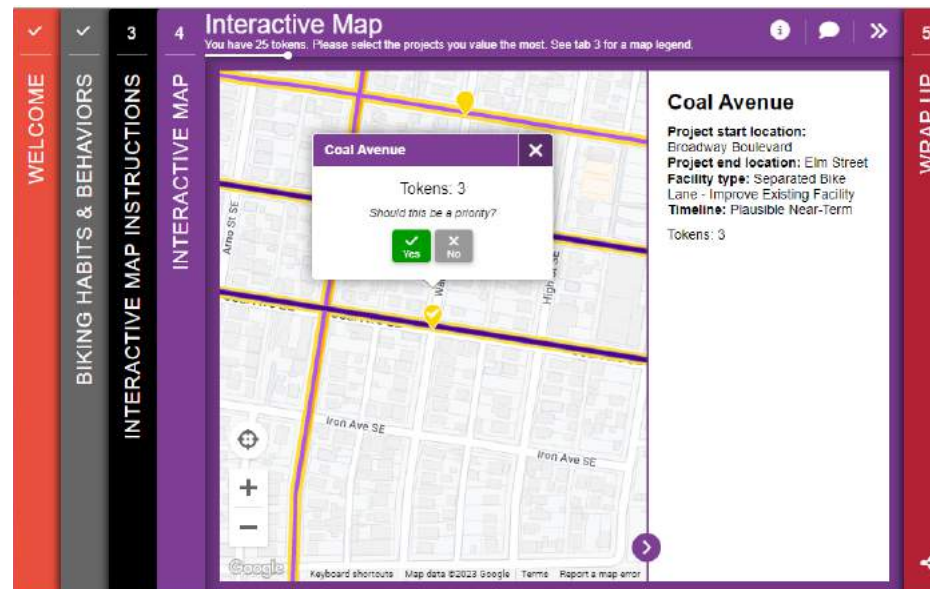 WELCOME
BIKING HABITS & BEHAVIORS
3
INTERACTIVE MAP INSTRUCTIONS
4
INTERACTIVE MAP
Interactive Map
You have 25 tokens. Please select the projects you value the most. See tab 3 for a map legend.
5
WRAP UP
Coal Avenue
Tokens: 3
Should this be a priority?
Yes
No
Arno St SE
Iron Ave SE
Iron Ave SE
Google
Keyboard shortcuts
Map data ©2023 Google
Terms
Report a map error
Coal Avenue
Project start location:
Broadway Boulevard
Project end location: Elm Street
Facility type: Separated Bike
Lane - Improve Existing Facility
Timeline: Plausible Near-Term
Tokens: 3